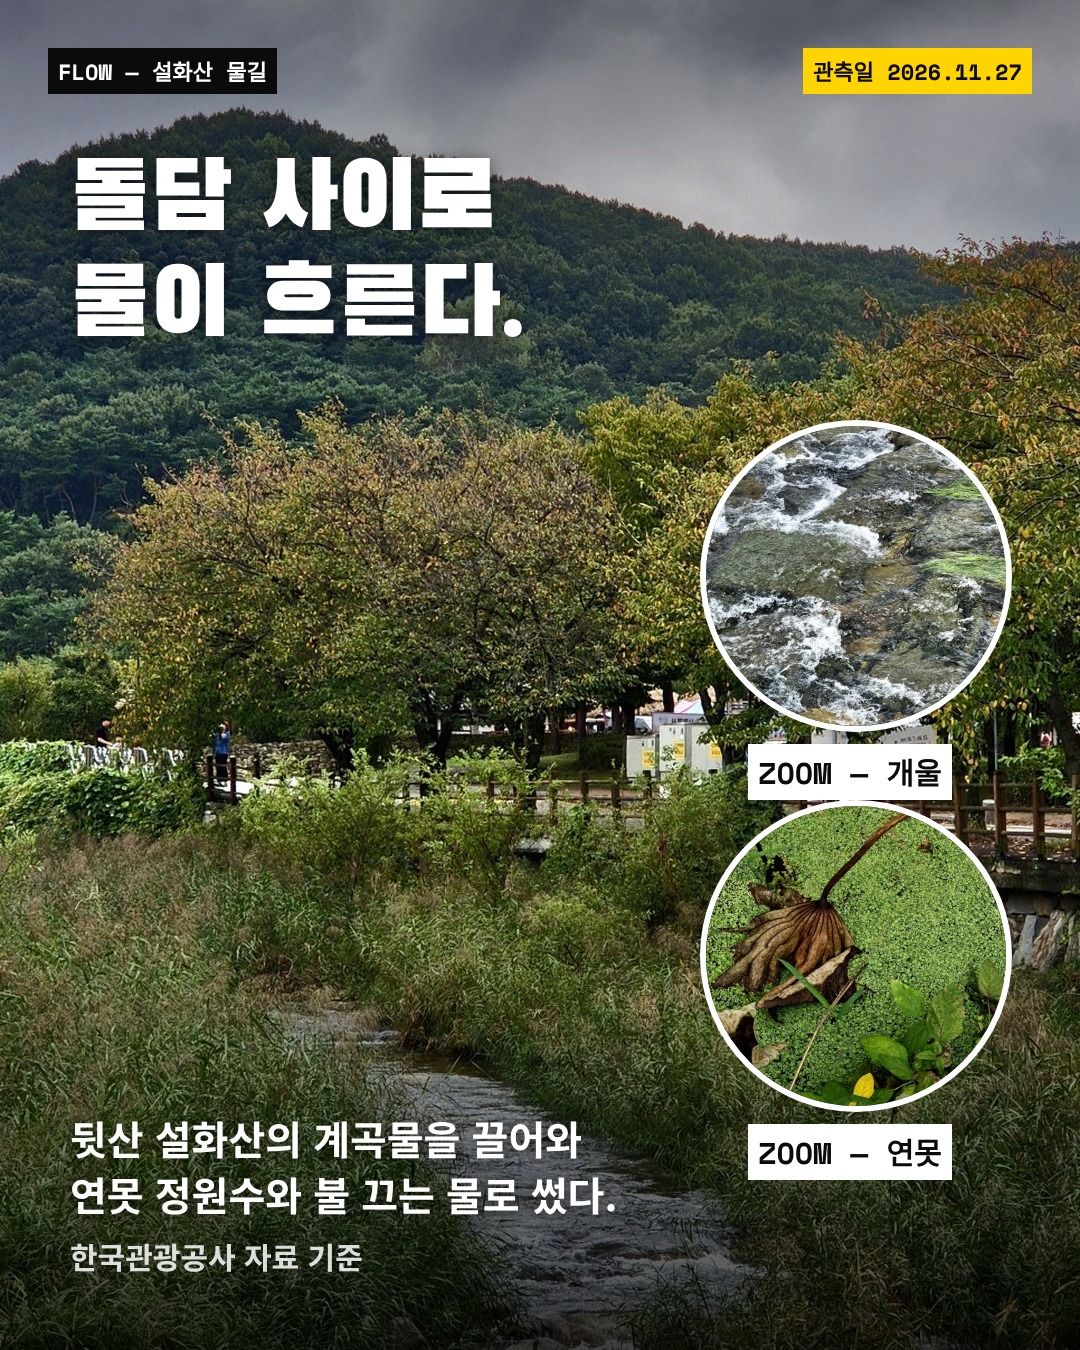 FLOW — 설화산 물길
관측일 2026.11.27
돌담 사이로
물이 흐른다.
ZOOM — 개울
ZOOM — 연못
뒷산 설화산의 계곡물을 끌어와
연못 정원수와 불 끄는 물로 썼다.
한국관광공사 자료 기준